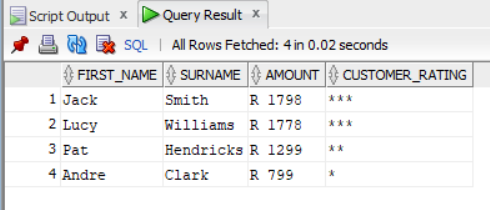 Script Output x Query Result x
SQL | All Rows Fetched: 4 in 0.02 seconds
FIRST_NAME SURNAME AMOUNT CUSTOMER_RATING
1 Jack Smith R 1798 ***
2 Lucy Williams R 1778 ***
3 Pat Hendricks R 1299 **
4 Andre Clark R 799 *